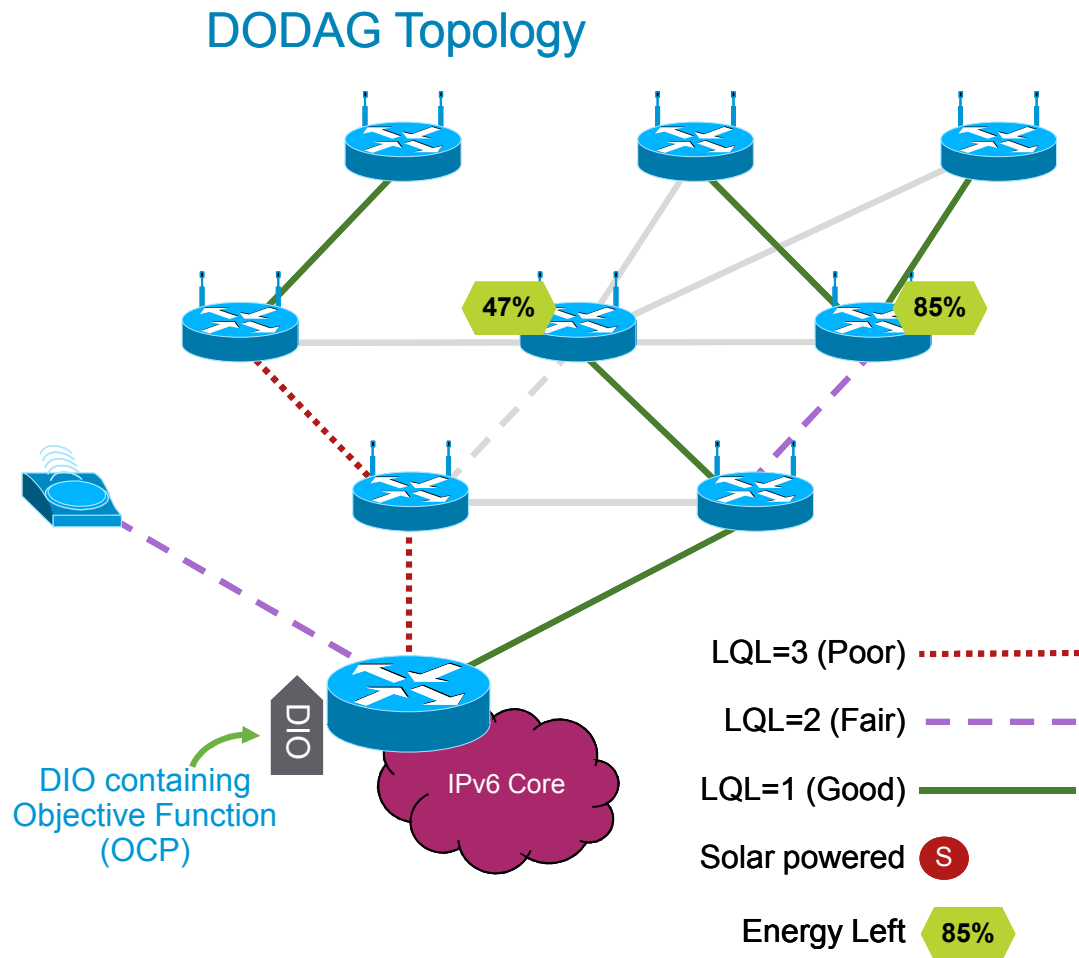 DODAG Topology
47%
85%
DIO
DIO containing
Objective Function
(OCP)
IPv6 Core
LQL=3 (Poor)
LQL=2 (Fair)
LQL=1 (Good)
Solar powered
S
Energy Left
85%